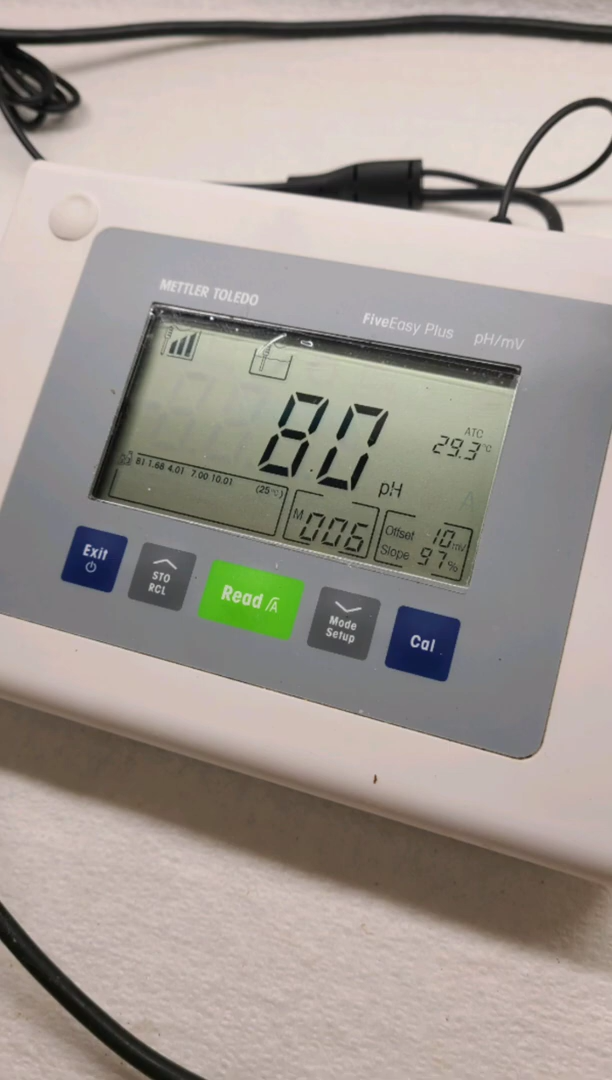 METTLER TOLEDO
FiveEasy Plus pH/mV
8.0 pH
ATC
29.3 °C
B1 1.68 4.01 7.00 10.01
(25°C)
M 006
Offset 10 mV
Slope 97 %
A
Exit
STO
RCL
Read /A
Mode
Setup
Cal